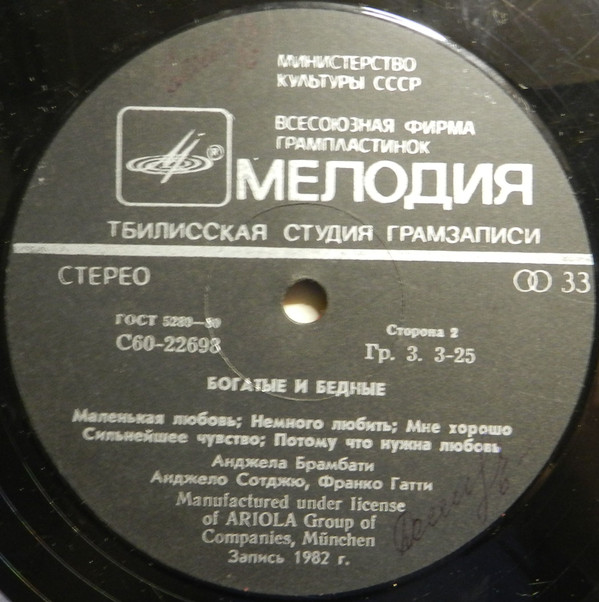 МИНИСТЕРСТВО
КУЛЬТУРЫ СССР
ВСЕСОЮЗНАЯ ФИРМА
ГРАМПЛАСТИНОК
®
МЕЛОДИЯ
ТБИЛИССКАЯ СТУДИЯ ГРАМЗАПИСИ
СТЕРЕО
33
ГОСТ 5289—80
Сторона 2
С60-22693
Гр. 3. 3-25
БОГАТЫЕ И БЕДНЫЕ
Маленькая любовь; Немного любить; Мне хорошо
Сильнейшее чувство; Потому что нужна любовь
Анджела Брамбати
Анджело Сотджю, Франко Гатти
Manufactured under license
of ARIOLA Group of
Companies, München
Запись 1982 г.